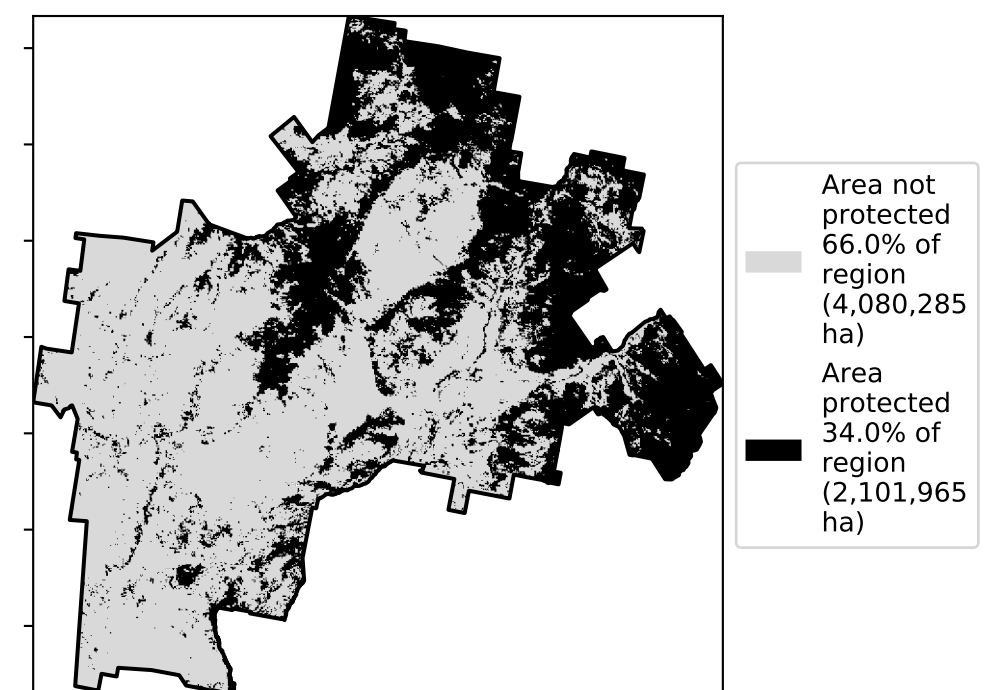 Area not
protected
66.0% of
region
(4,080,285
ha)
Area
protected
34.0% of
region
(2,101,965
ha)